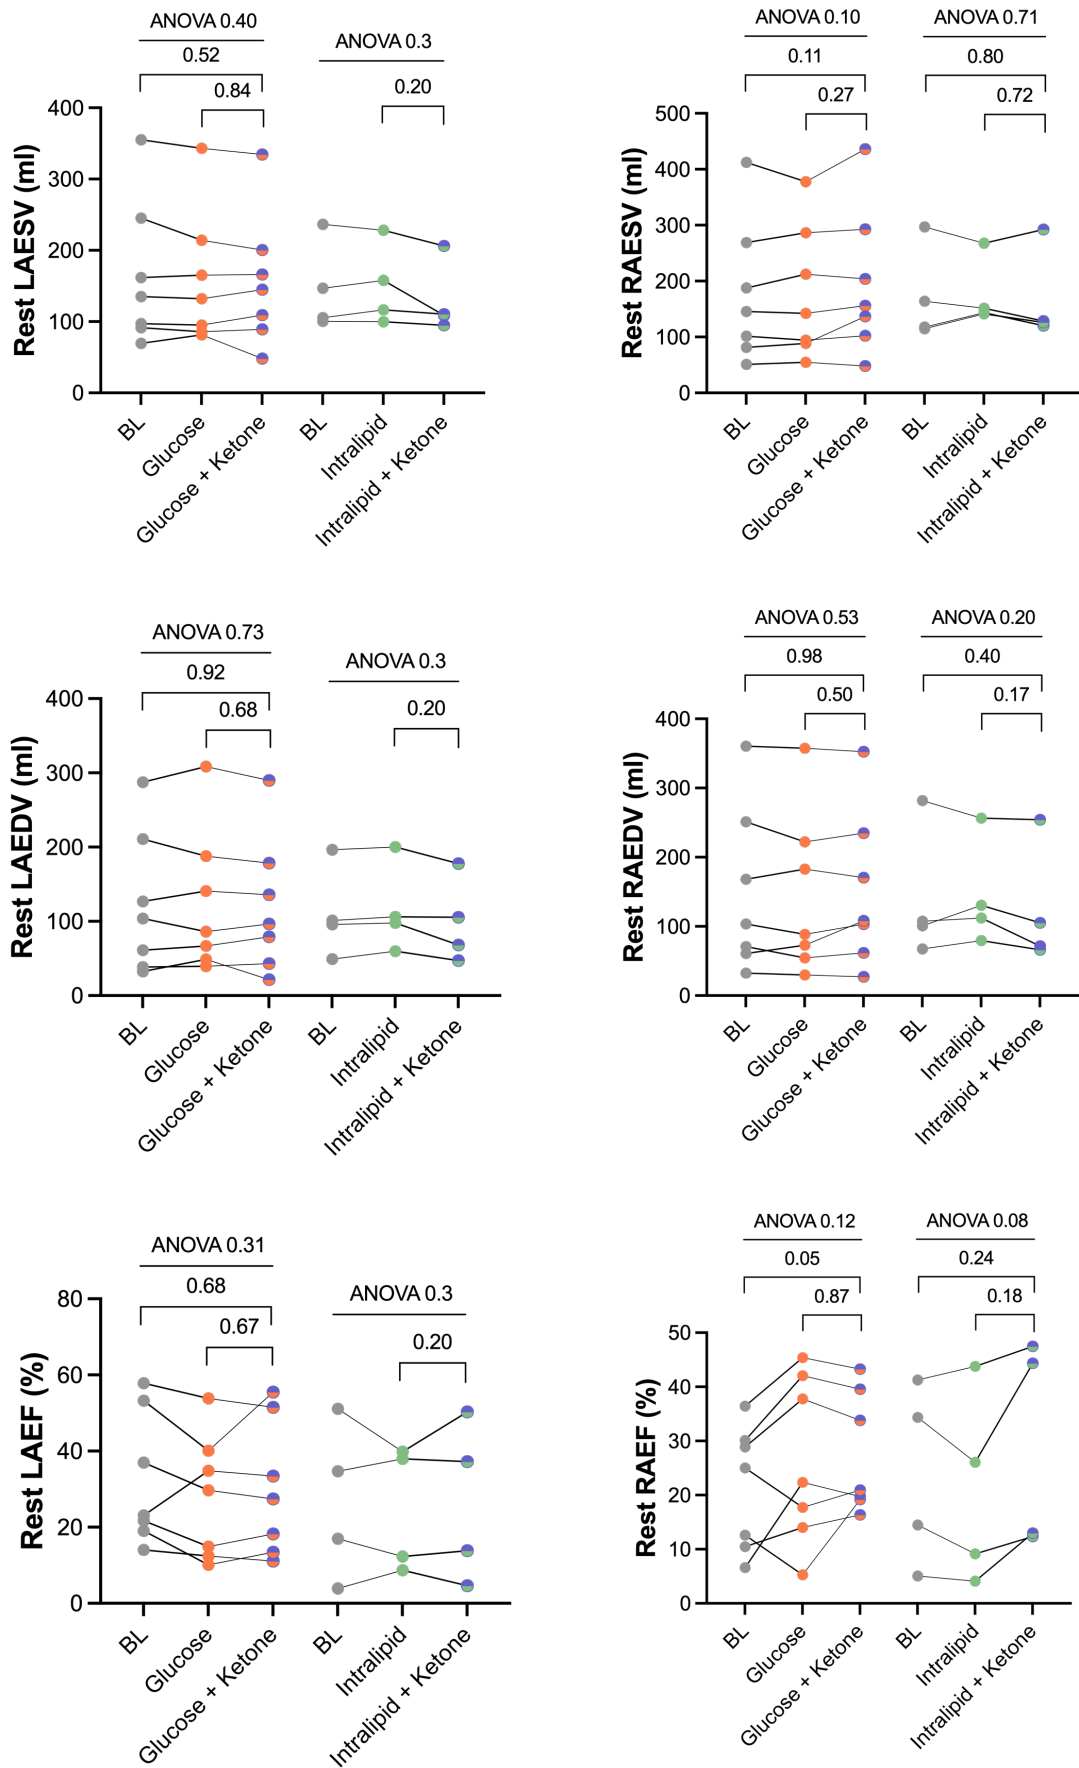 ANOVA 0.40
0.52
0.84
ANOVA 0.3
0.20
Rest LAESV (ml)
400
300
200
100
0
BL
Glucose
Glucose + Ketone
BL
Intralipid
Intralipid + Ketone
ANOVA 0.10
0.11
0.27
ANOVA 0.71
0.80
0.72
Rest RAESV (ml)
500
400
300
200
100
0
BL
Glucose
Glucose + Ketone
BL
Intralipid
Intralipid + Ketone
ANOVA 0.73
0.92
0.68
ANOVA 0.3
0.20
Rest LAEDV (ml)
400
300
200
100
0
BL
Glucose
Glucose + Ketone
BL
Intralipid
Intralipid + Ketone
ANOVA 0.53
0.98
0.50
ANOVA 0.20
0.40
0.17
Rest RAEDV (ml)
400
300
200
100
0
BL
Glucose
Glucose + Ketone
BL
Intralipid
Intralipid + Ketone
ANOVA 0.31
0.68
0.67
ANOVA 0.3
0.20
Rest LAEF (%)
80
60
40
20
0
BL
Glucose
Glucose + Ketone
BL
Intralipid
Intralipid + Ketone
ANOVA 0.12
0.05
0.87
ANOVA 0.08
0.24
0.18
Rest RAEF (%)
50
40
30
20
10
0
BL
Glucose
Glucose + Ketone
BL
Intralipid
Intralipid + Ketone